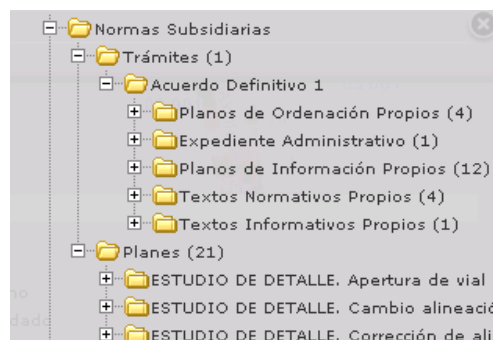 Normas Subsidiarias
Trámites (1)
Acuerdo Definitivo 1
Planos de Ordenación Propios (4)
Expediente Administrativo (1)
Planos de Información Propios (12)
Textos Normativos Propios (4)
Textos Informativos Propios (1)
Planes (21)
ESTUDIO DE DETALLE. Apertura de vial
ESTUDIO DE DETALLE. Cambio alineació
ESTUDIO DE DETALLE. Corrección de ali